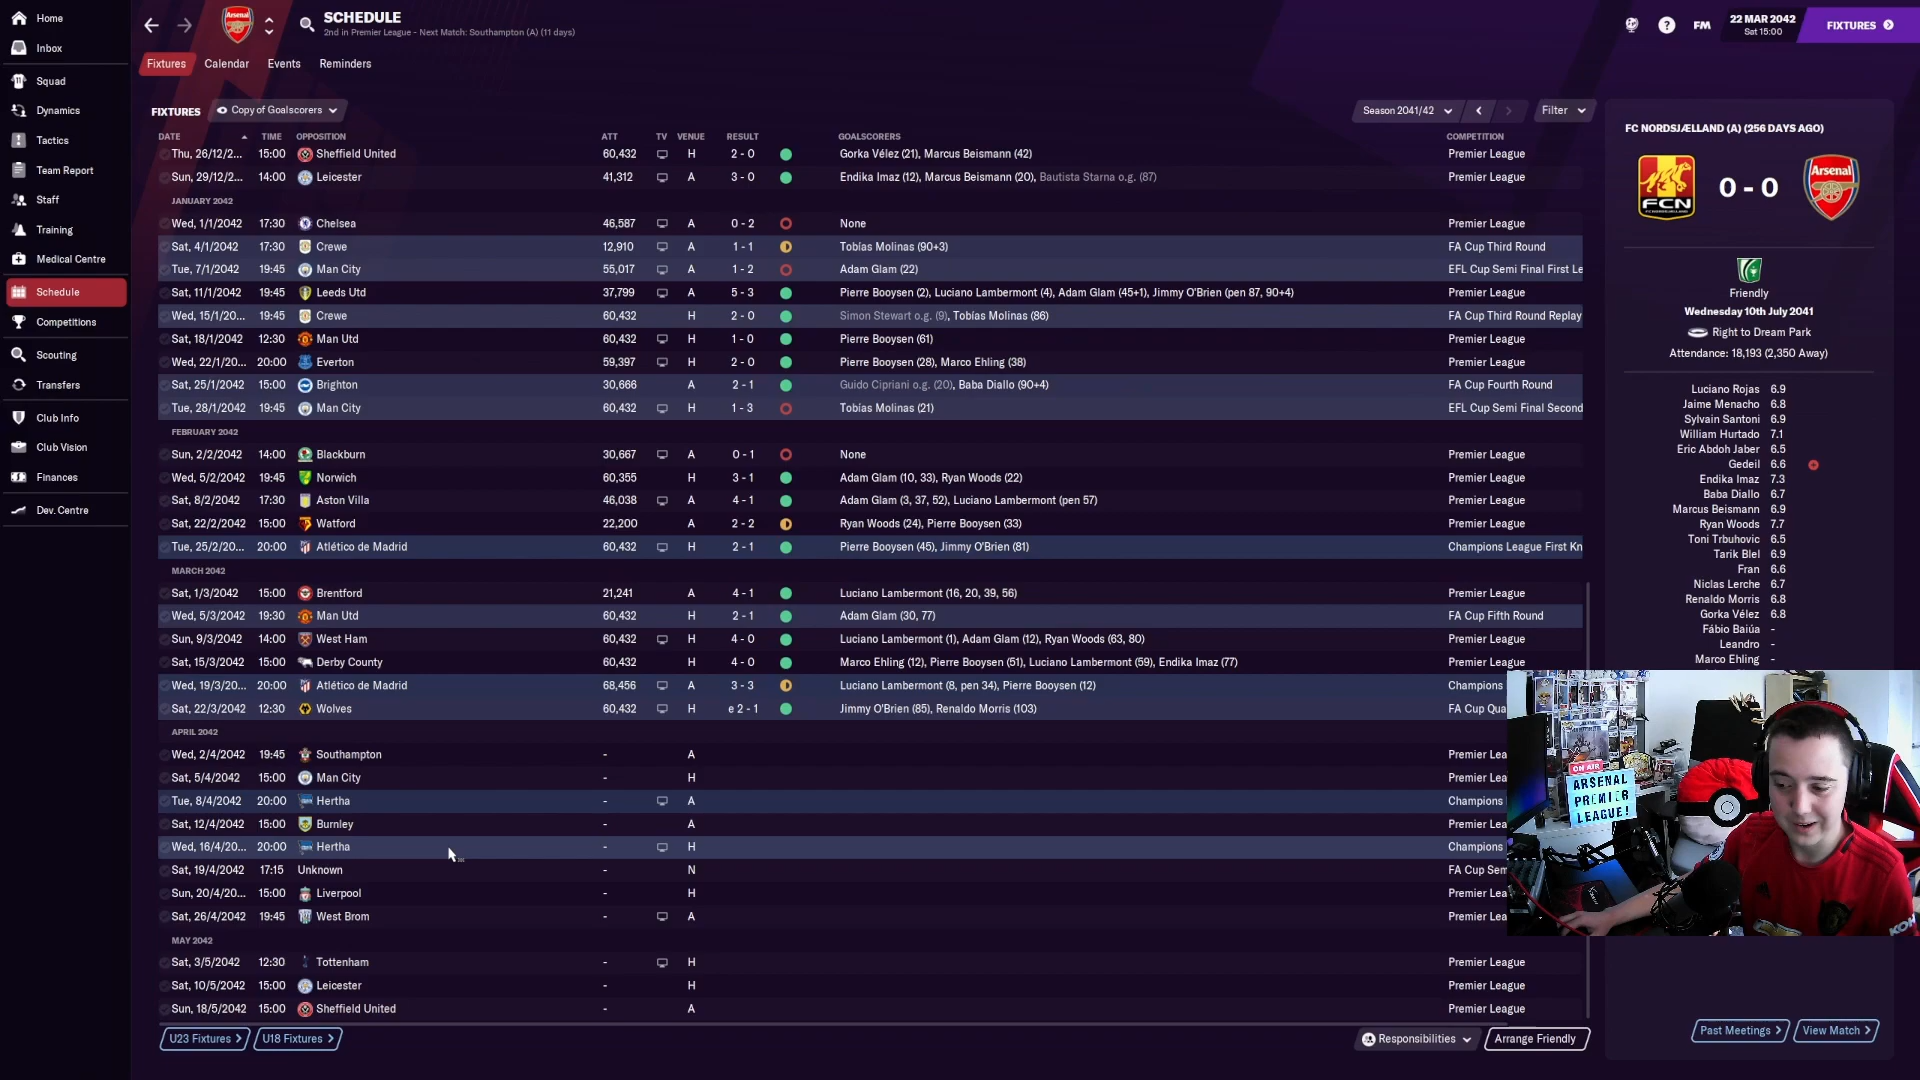 Home
Inbox
Squad
Dynamics
Tactics
Team Report
Staff
Training
Medical Centre
Schedule
Competitions
Scouting
Transfers
Club Info
Club Vision
Finances
Dev. Centre
Arsenal
SCHEDULE
2nd in Premier League - Next Match: Southampton (A) (11 days)
FM
22 MAR 2042
Sat 15:00
FIXTURES
Fixtures Calendar Events Reminders
FIXTURES Copy of Goalscorers Season 2041/42 Filter
DATE TIME OPPOSITION ATT TV VENUE RESULT GOALSCORERS COMPETITION
Thu, 26/12/2... 15:00 Sheffield United 60,432 H 2 - 0 Gorka Vélez (21), Marcus Beismann (42) Premier League
Sun, 29/12/2... 14:00 Leicester 41,312 A 3 - 0 Endika Imaz (12), Marcus Beismann (20), Bautista Starna o.g. (87) Premier League
JANUARY 2042
Wed, 1/1/2042 17:30 Chelsea 46,587 A 0 - 2 None Premier League
Sat, 4/1/2042 17:30 Crewe 12,910 A 1 - 1 Tobías Molinas (90+3) FA Cup Third Round
Tue, 7/1/2042 19:45 Man City 55,017 A 1 - 2 Adam Glam (22) EFL Cup Semi Final First Le
Sat, 11/1/2042 19:45 Leeds Utd 37,799 A 5 - 3 Pierre Booysen (2), Luciano Lambermont (4), Adam Glam (45+1), Jimmy O'Brien (pen 87, 90+4) Premier League
Wed, 15/1/20... 19:45 Crewe 60,432 H 2 - 0 Simon Stewart o.g. (9), Tobías Molinas (86) FA Cup Third Round Replay
Sat, 18/1/2042 12:30 Man Utd 60,432 H 1 - 0 Pierre Booysen (61) Premier League
Wed, 22/1/20... 20:00 Everton 59,397 H 2 - 0 Pierre Booysen (28), Marco Ehling (38) Premier League
Sat, 25/1/2042 15:00 Brighton 30,666 A 2 - 1 Guido Cipriani o.g. (20), Baba Diallo (90+4) FA Cup Fourth Round
Tue, 28/1/2042 19:45 Man City 60,432 H 1 - 3 Tobías Molinas (21) EFL Cup Semi Final Second
FEBRUARY 2042
Sun, 2/2/2042 14:00 Blackburn 30,667 A 0 - 1 None Premier League
Wed, 5/2/2042 19:45 Norwich 60,355 H 3 - 1 Adam Glam (10, 33), Ryan Woods (22) Premier League
Sat, 8/2/2042 17:30 Aston Villa 46,038 A 4 - 1 Adam Glam (3, 37, 52), Luciano Lambermont (pen 57) Premier League
Sat, 22/2/2042 15:00 Watford 22,200 A 2 - 2 Ryan Woods (24), Pierre Booysen (33) Premier League
Tue, 25/2/20... 20:00 Atlético de Madrid 60,432 H 2 - 1 Pierre Booysen (45), Jimmy O'Brien (81) Champions League First Kn
MARCH 2042
Sat, 1/3/2042 15:00 Brentford 21,241 A 4 - 1 Luciano Lambermont (16, 20, 39, 56) Premier League
Wed, 5/3/2042 19:30 Man Utd 60,432 H 2 - 1 Adam Glam (30, 77) FA Cup Fifth Round
Sun, 9/3/2042 14:00 West Ham 60,432 H 4 - 0 Luciano Lambermont (1), Adam Glam (12), Ryan Woods (63, 80) Premier League
Sat, 15/3/2042 15:00 Derby County 60,432 H 4 - 0 Marco Ehling (12), Pierre Booysen (51), Luciano Lambermont (59), Endika Imaz (77) Premier League
Wed, 19/3/20... 20:00 Atlético de Madrid 68,456 A 3 - 3 Luciano Lambermont (8, pen 34), Pierre Booysen (12) Champions
Sat, 22/3/2042 12:30 Wolves 60,432 H e 2 - 1 Jimmy O'Brien (85), Renaldo Morris (103) FA Cup Qua
APRIL 2042
Wed, 2/4/2042 19:45 Southampton - A Premier Lea
Sat, 5/4/2042 15:00 Man City - H Premier Lea
Tue, 8/4/2042 20:00 Hertha - A Champions
Sat, 12/4/2042 15:00 Burnley - A Premier Lea
Wed, 16/4/20... 20:00 Hertha - H Champions
Sat, 19/4/2042 17:15 Unknown - N FA Cup Sem
Sun, 20/4/20... 15:00 Liverpool - H Premier Lea
Sat, 26/4/2042 19:45 West Brom - A Premier Lea
MAY 2042
Sat, 3/5/2042 12:30 Tottenham - H Premier League
Sat, 10/5/2042 15:00 Leicester - H Premier League
Sun, 18/5/2042 15:00 Sheffield United - A Premier League
U23 Fixtures U18 Fixtures Responsibilities Arrange Friendly
FC NORDSJÆLLAND (A) (256 DAYS AGO)
FCN 0 - 0 Arsenal
Friendly
Wednesday 10th July 2041
Right to Dream Park
Attendance: 18,193 (2,350 Away)
Luciano Rojas 6.9
Jaime Menacho 6.8
Sylvain Santoni 6.9
William Hurtado 7.1
Eric Abdoh Jaber 6.5
Gedeil 6.6
Endika Imaz 7.3
Baba Diallo 6.7
Marcus Beismann 6.9
Ryan Woods 7.7
Toni Trbuhovic 6.5
Tarik Blel 6.9
Fran 6.6
Niclas Lerche 6.7
Renaldo Morris 6.8
Gorka Vélez 6.8
Fábio Baiúa -
Leandro -
Marco Ehling -
ON AIR
ARSENAL
PREMIER
LEAGUE!
KOH
Past Meetings View Match